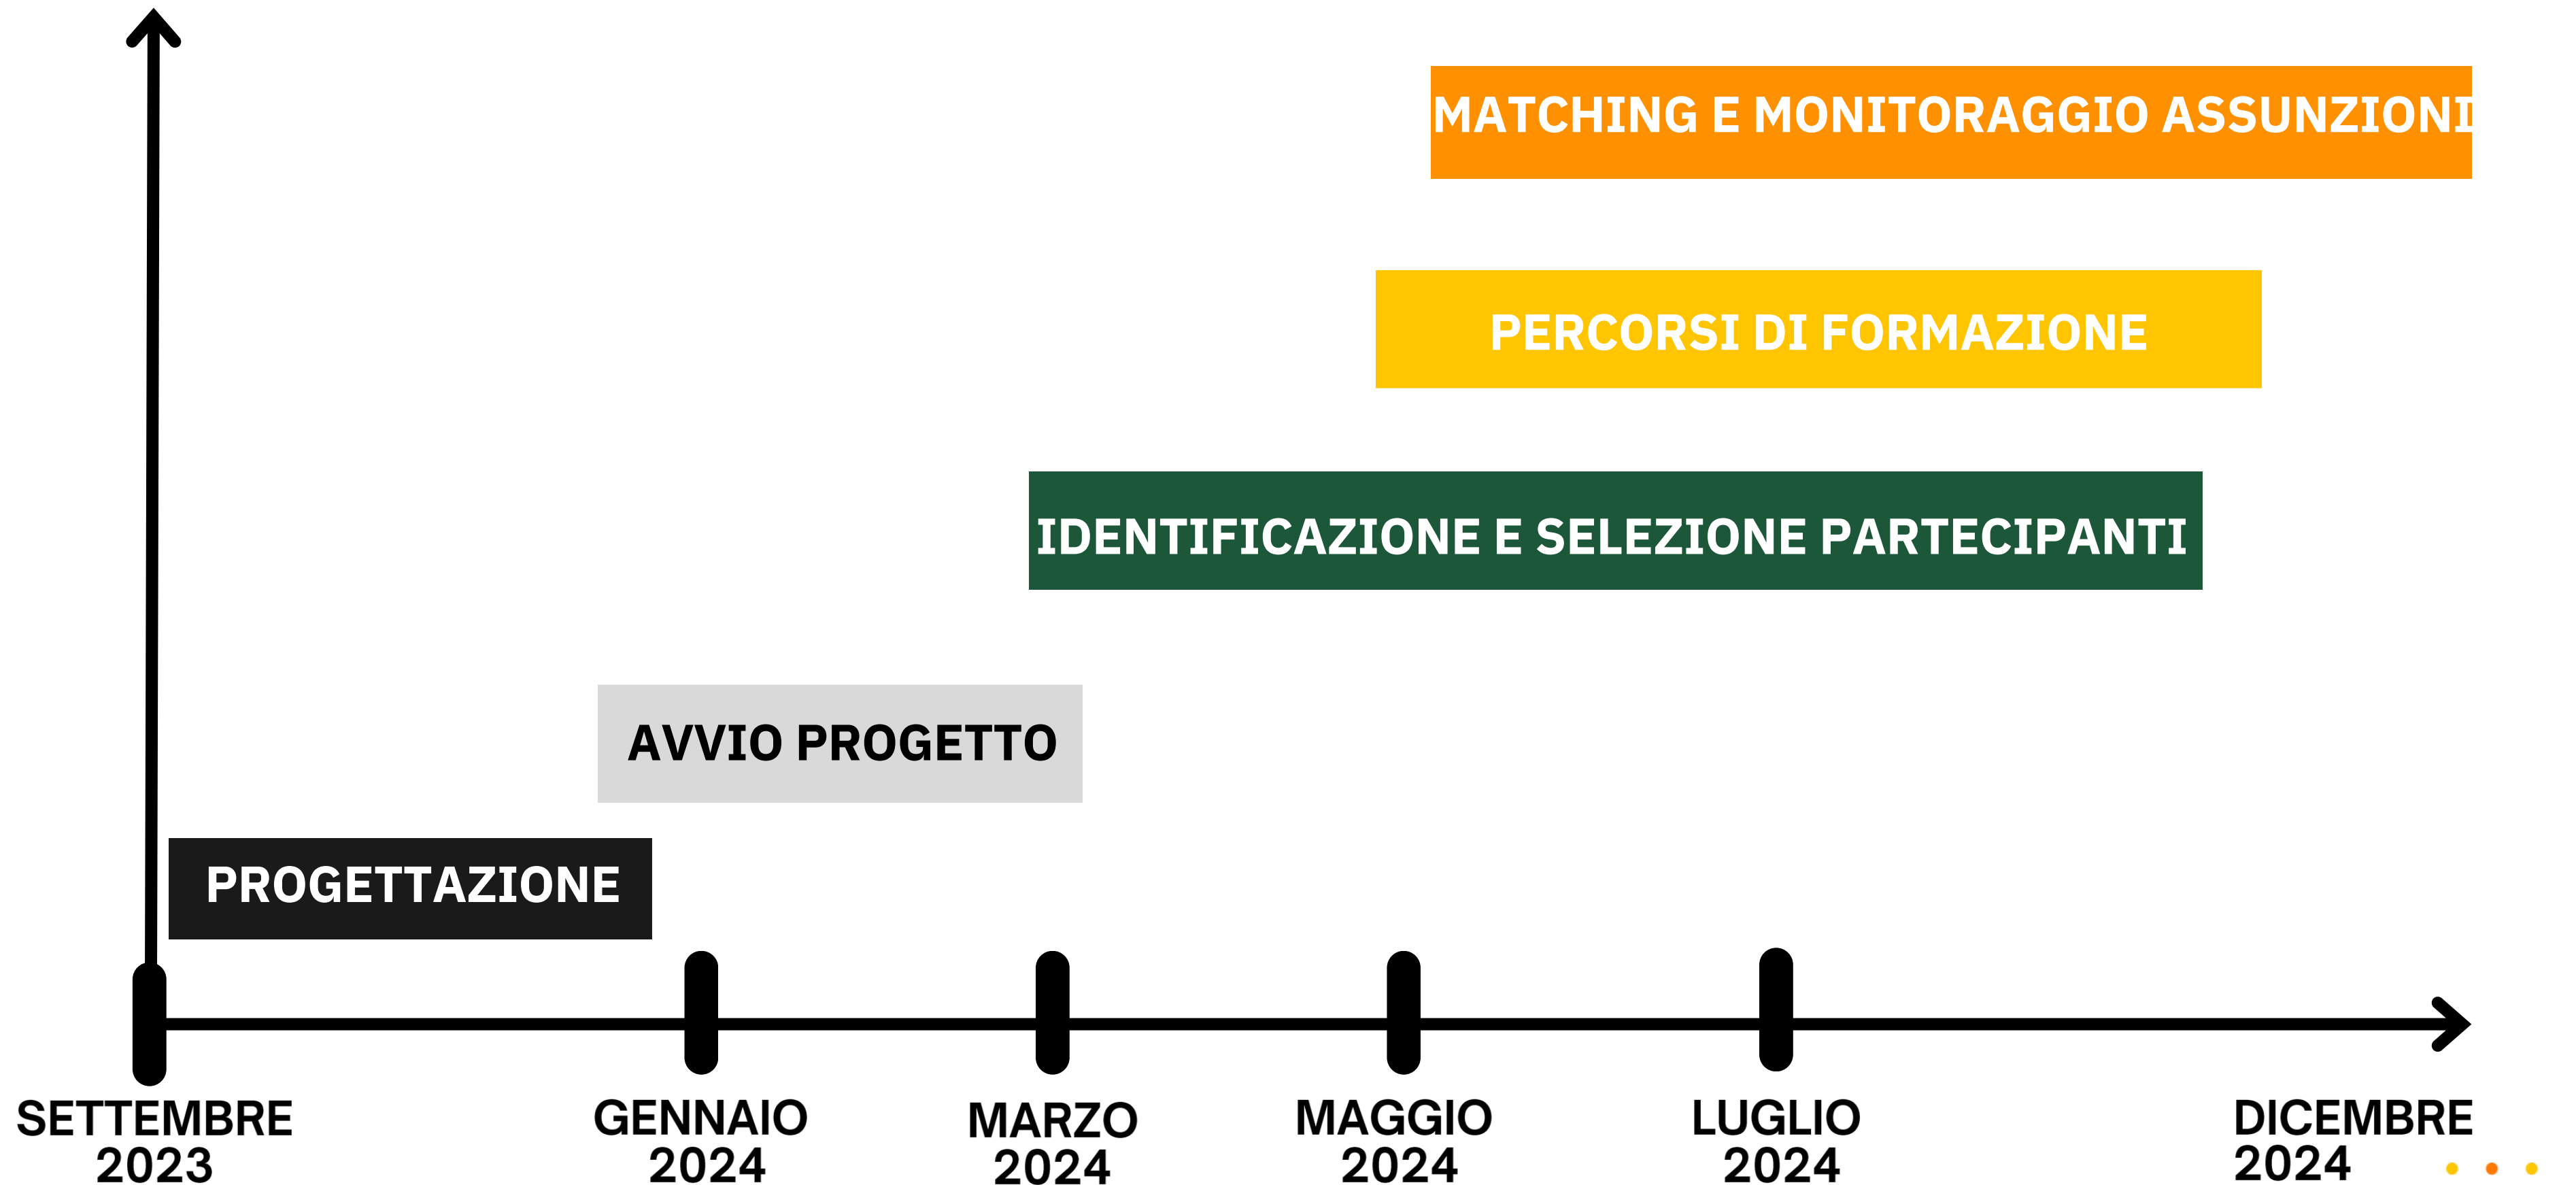 MATCHING E MONITORAGGIO ASSUNZIONI
PERCORSI DI FORMAZIONE
IDENTIFICAZIONE E SELEZIONE PARTECIPANTI
AVVIO PROGETTO
PROGETTAZIONE
SETTEMBRE
2023
GENNAIO
2024
MARZO
2024
MAGGIO
2024
LUGLIO
2024
DICEMBRE
2024